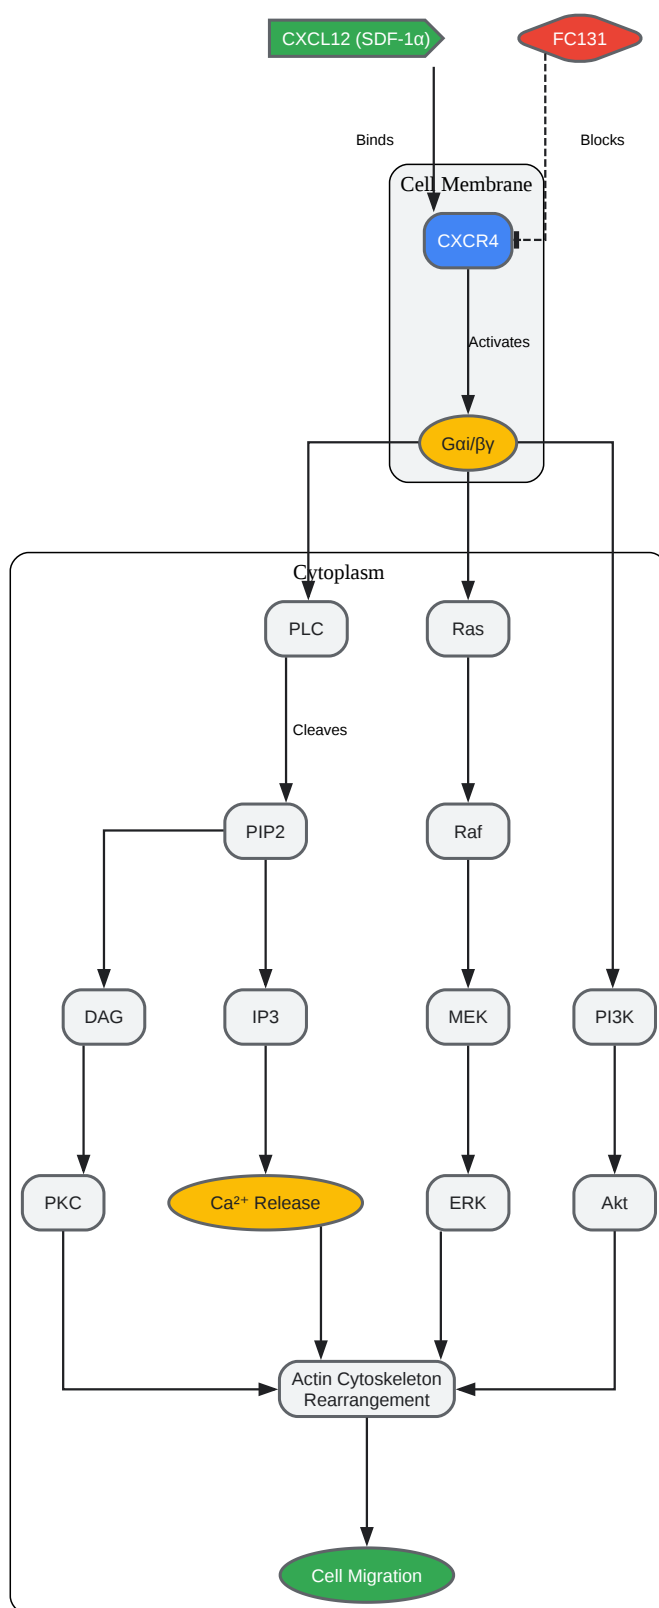 CXCL12 (SDF-1α)
FC131
Binds
Blocks
Cell Membrane
CXCR4
Activates
Gαi/βγ
Cytoplasm
PLC
Ras
Cleaves
PIP2
Raf
DAG
IP3
MEK
PI3K
PKC
Ca²⁺ Release
ERK
Akt
Actin Cytoskeleton
Rearrangement
Cell Migration